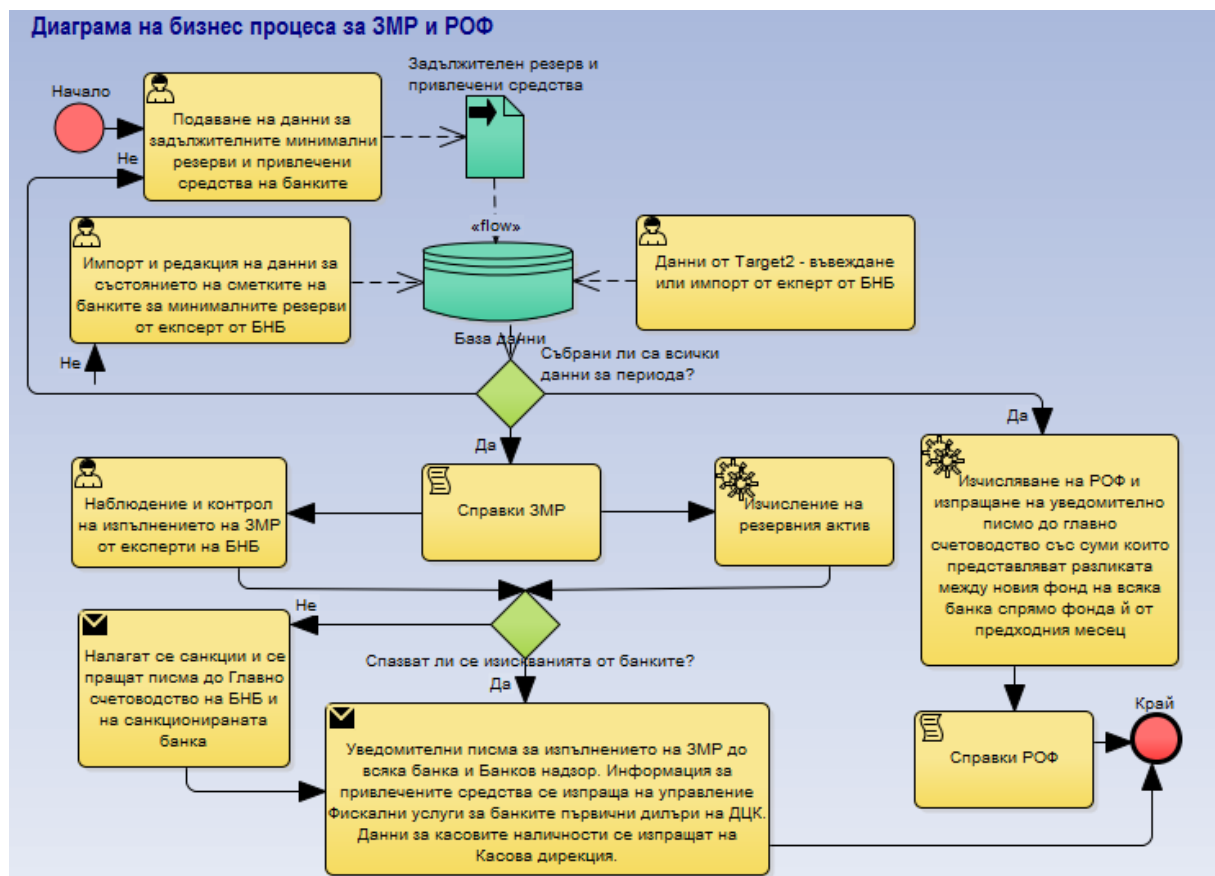 Диаграма на бизнес процеса за ЗМР и РОФ
Задължителен резерв и
привлечени средства
Начало
Подаване на данни за
задължителните минимални
резерви и привлечени
средства на банките
Не
«flow»
Импорт и редакция на данни за
състоянието на сметките на
банките за минималните резерви
от екпсерт от БНБ
Данни от Target2 - въвеждане
или импорт от екперт от БНБ
База данни
Не
Събрани ли са всички
данни за периода?
Да
Да
Наблюдение и контрол
на изпълнението на ЗМР
от експерти на БНБ
Справки ЗМР
Изчисление на
резервния актив
Изчисляване на РОФ и
изпращане на уведомително
писмо до главно
счетоводство със суми които
представляват разликата
между новия фонд на всяка
банка спрямо фонда й от
предходния месец
Не
Спазват ли се изискванията от банките?
Да
Налагат се санкции и се
пращат писма до Главно
счетоводство на БНБ и
на санкционираната
банка
Уведомителни писма за изпълнението на ЗМР до
всяка банка и Банков надзор. Информация за
привлечените средства се изпраща на управление
Фискални услуги за банките първични дилъри на ДЦК.
Данни за касовите наличности се изпращат на
Касова дирекция.
Справки РОФ
Край